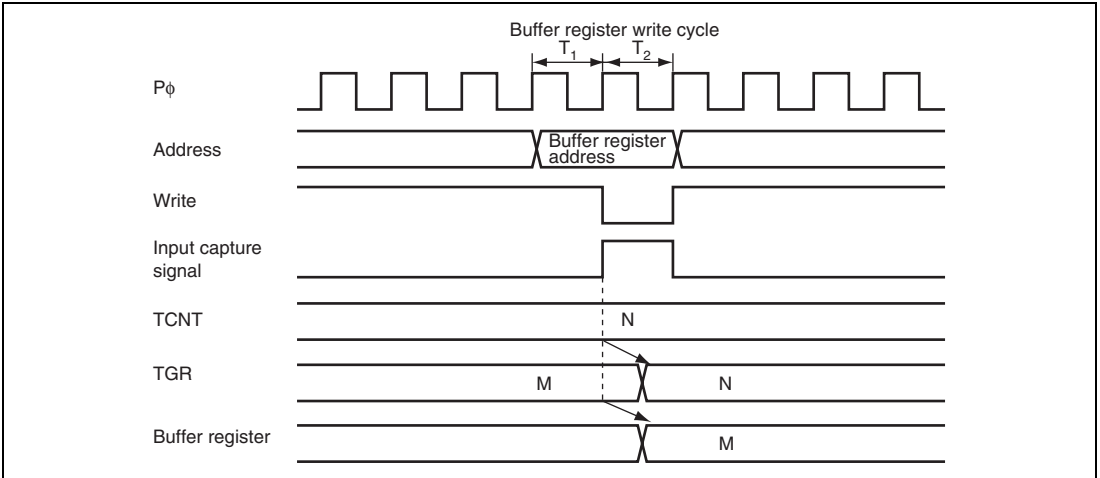 Buffer register write cycle
T1 T2
Pϕ
Address
Buffer register
address
Write
Input capture
signal
TCNT
N
TGR
M
N
Buffer register
M